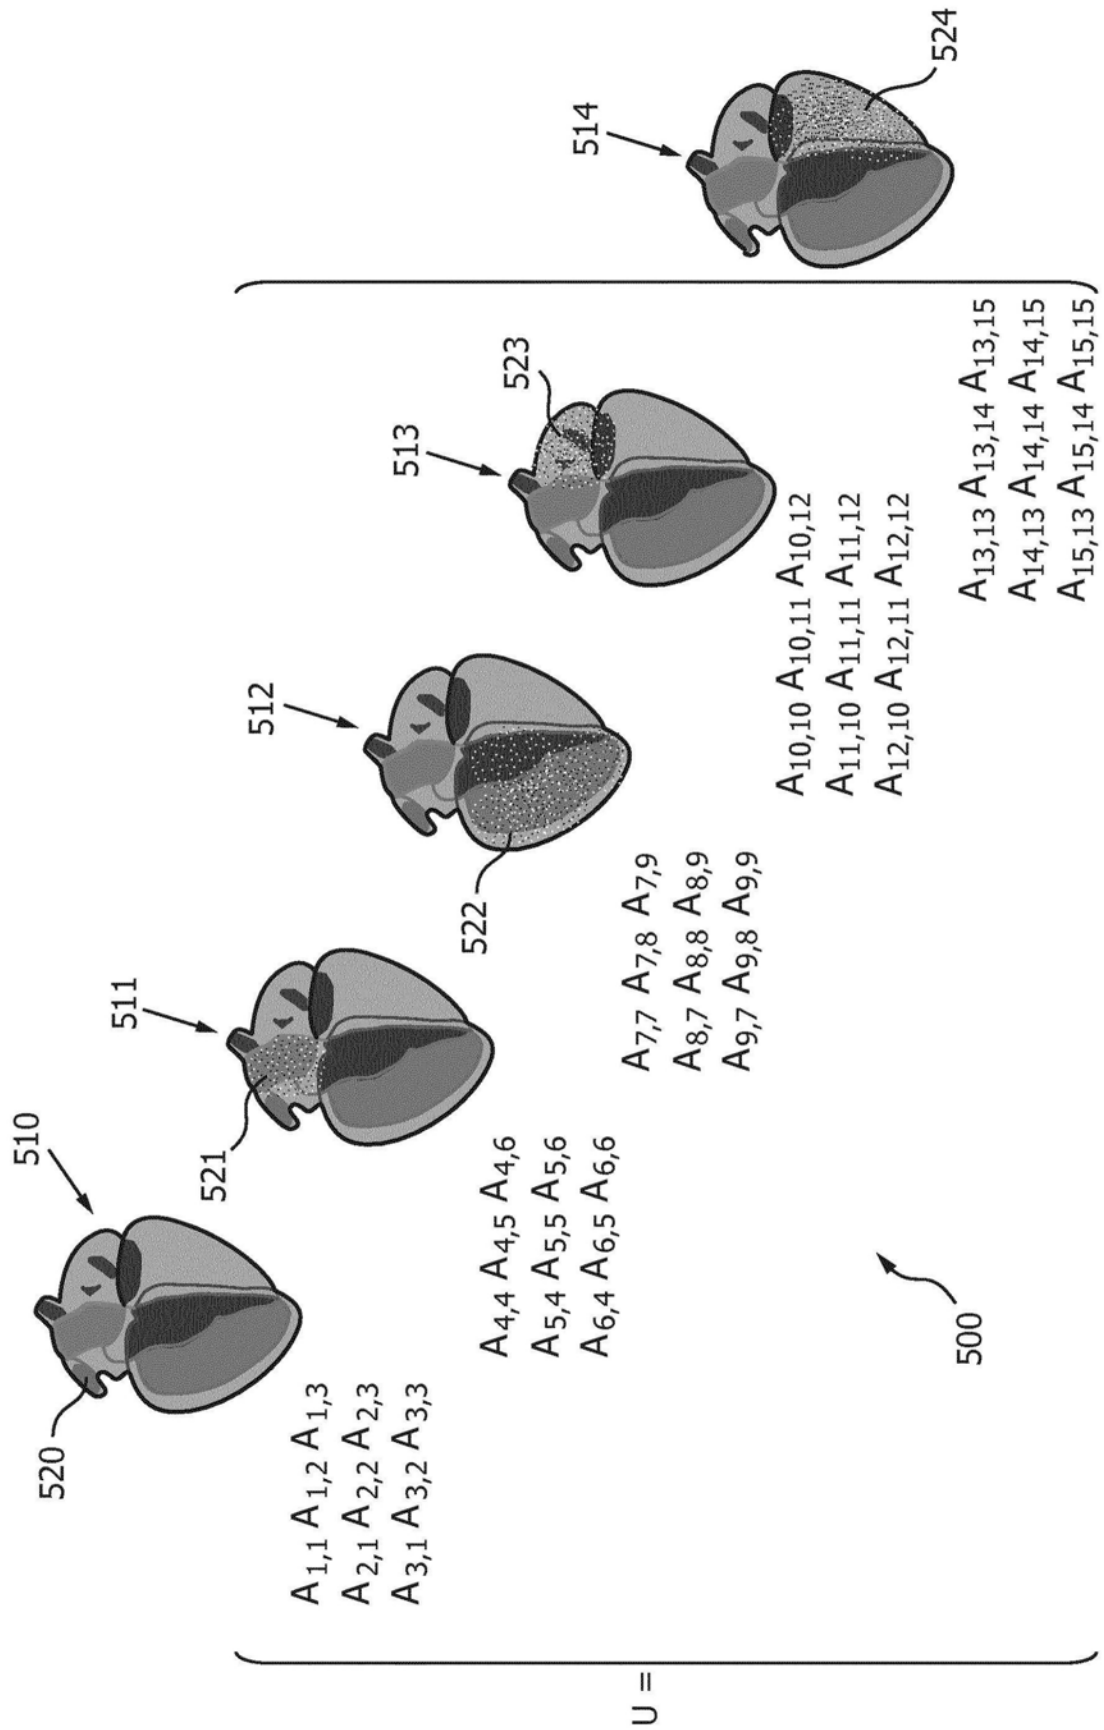 510
520
511
521
512
522
513
523
514
524
U =
A1,1 A1,2 A1,3
A2,1 A2,2 A2,3
A3,1 A3,2 A3,3
A4,4 A4,5 A4,6
A5,4 A5,5 A5,6
A6,4 A6,5 A6,6
A7,7 A7,8 A7,9
A8,7 A8,8 A8,9
A9,7 A9,8 A9,9
A10,10 A10,11 A10,12
A11,10 A11,11 A11,12
A12,10 A12,11 A12,12
A13,13 A13,14 A13,15
A14,13 A14,14 A14,15
A15,13 A15,14 A15,15
500